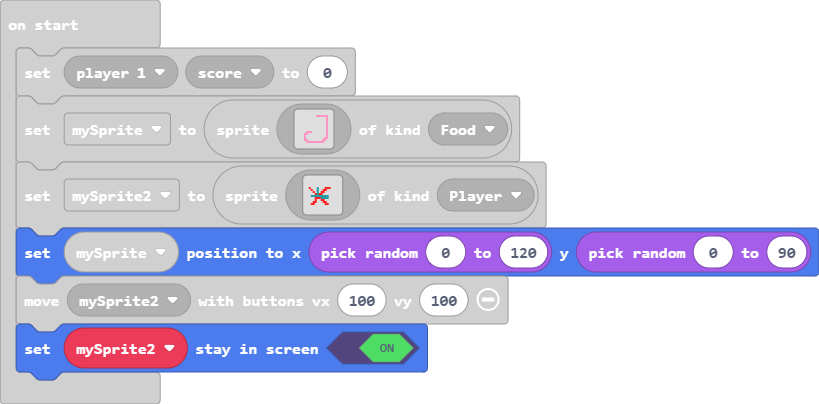 on start
set player 1 score to 0
set mySprite to sprite of kind Food
set mySprite2 to sprite of kind Player
set mySprite position to x pick random 0 to 120 y pick random 0 to 90
move mySprite2 with buttons vx 100 vy 100
set mySprite2 stay in screen ON